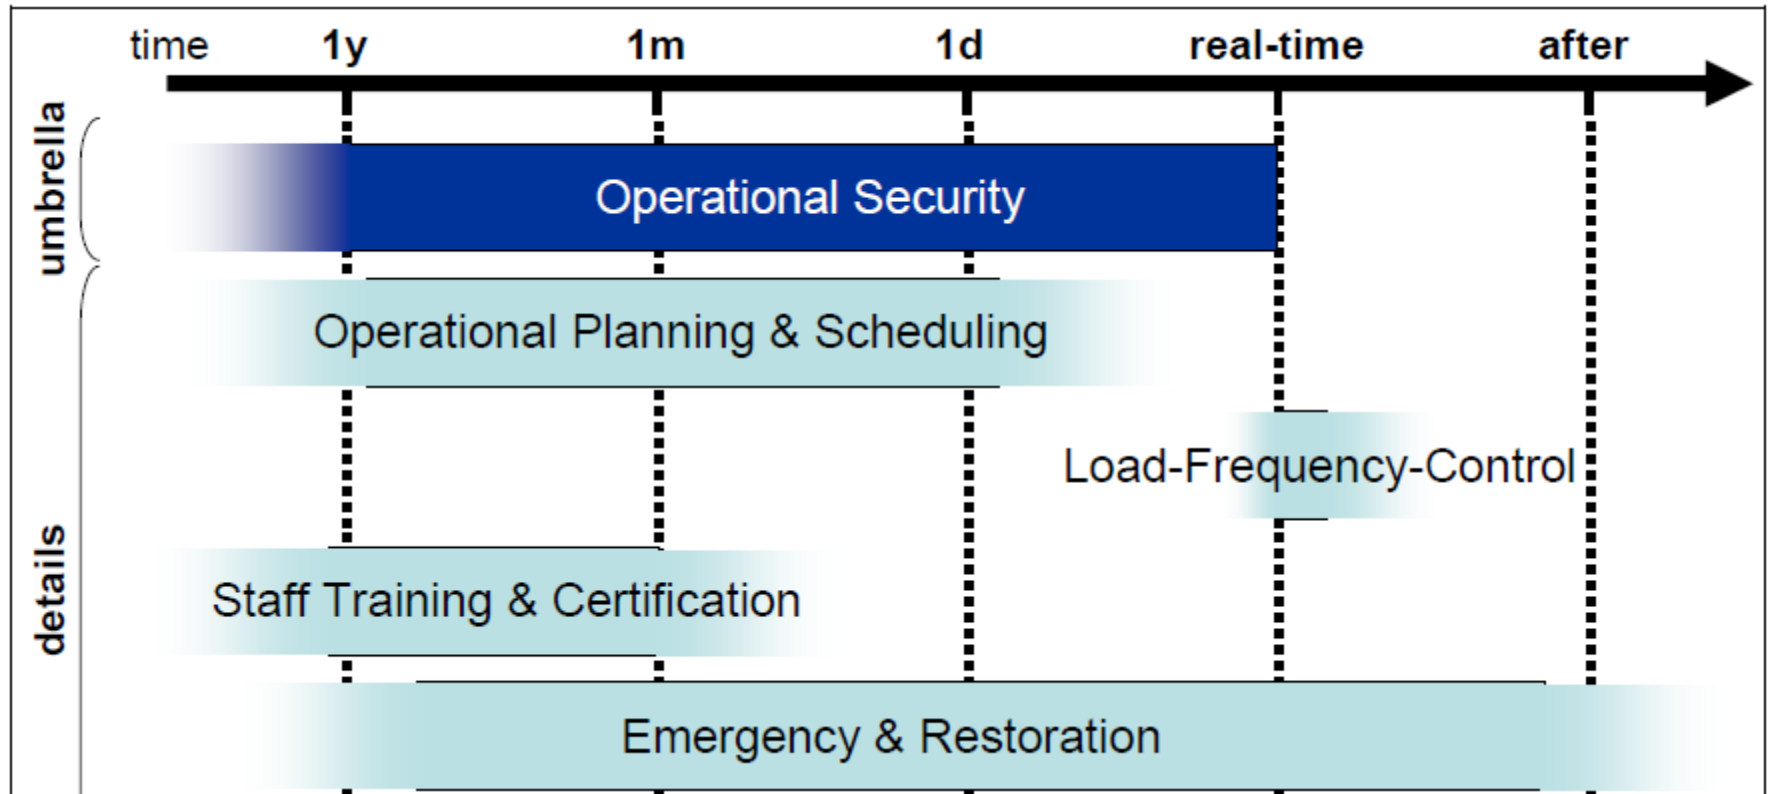 time 1y 1m 1d real-time after
umbrella
Operational Security
Operational Planning & Scheduling
Load-Frequency-Control
details
Staff Training & Certification
Emergency & Restoration